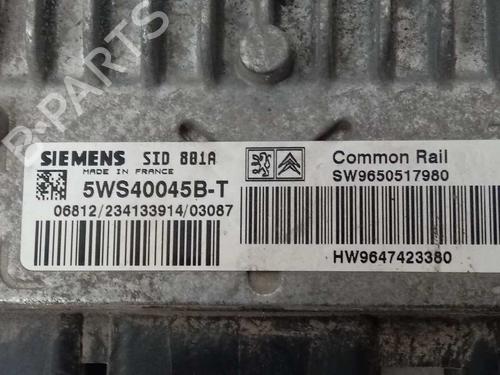 B-PARTS
SIEMENS SID 801A
MADE IN FRANCE
5WS40045B-T
06812/234133914/03087
Common Rail
SW9650517980
HW9647423380